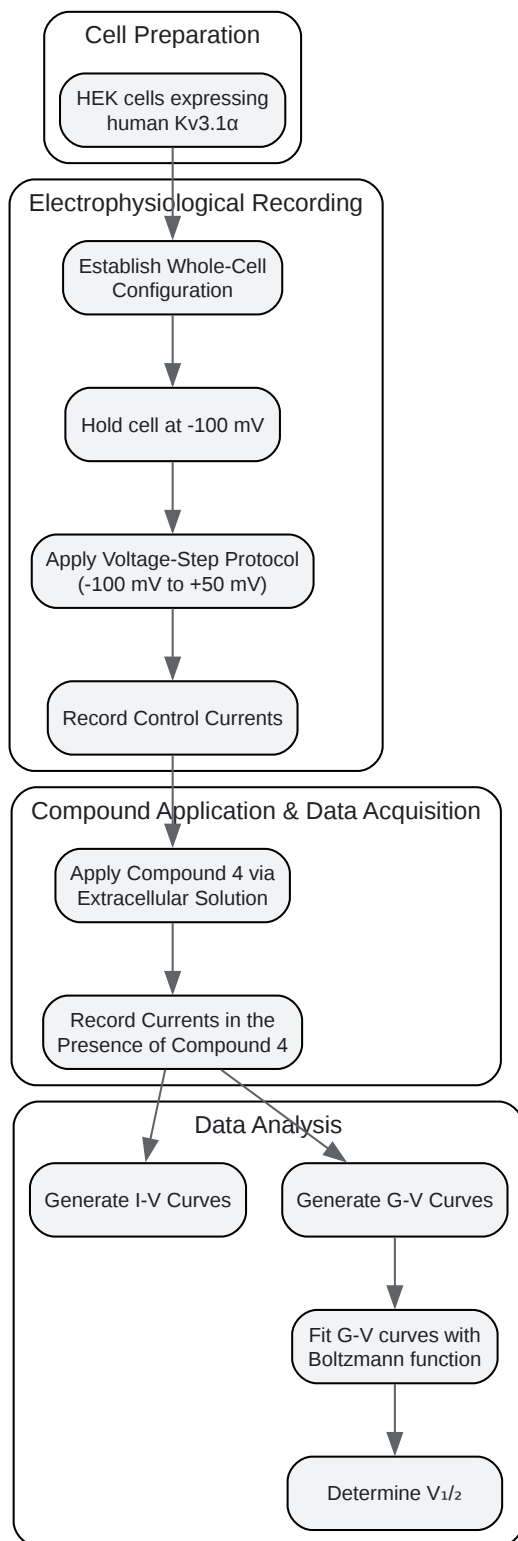 Cell Preparation
HEK cells expressing
human Kv3.1α
Electrophysiological Recording
Establish Whole-Cell
Configuration
Hold cell at -100 mV
Apply Voltage-Step Protocol
(-100 mV to +50 mV)
Record Control Currents
Compound Application & Data Acquisition
Apply Compound 4 via
Extracellular Solution
Record Currents in the
Presence of Compound 4
Data Analysis
Generate I-V Curves
Generate G-V Curves
Fit G-V curves with
Boltzmann function
Determine V₁/₂